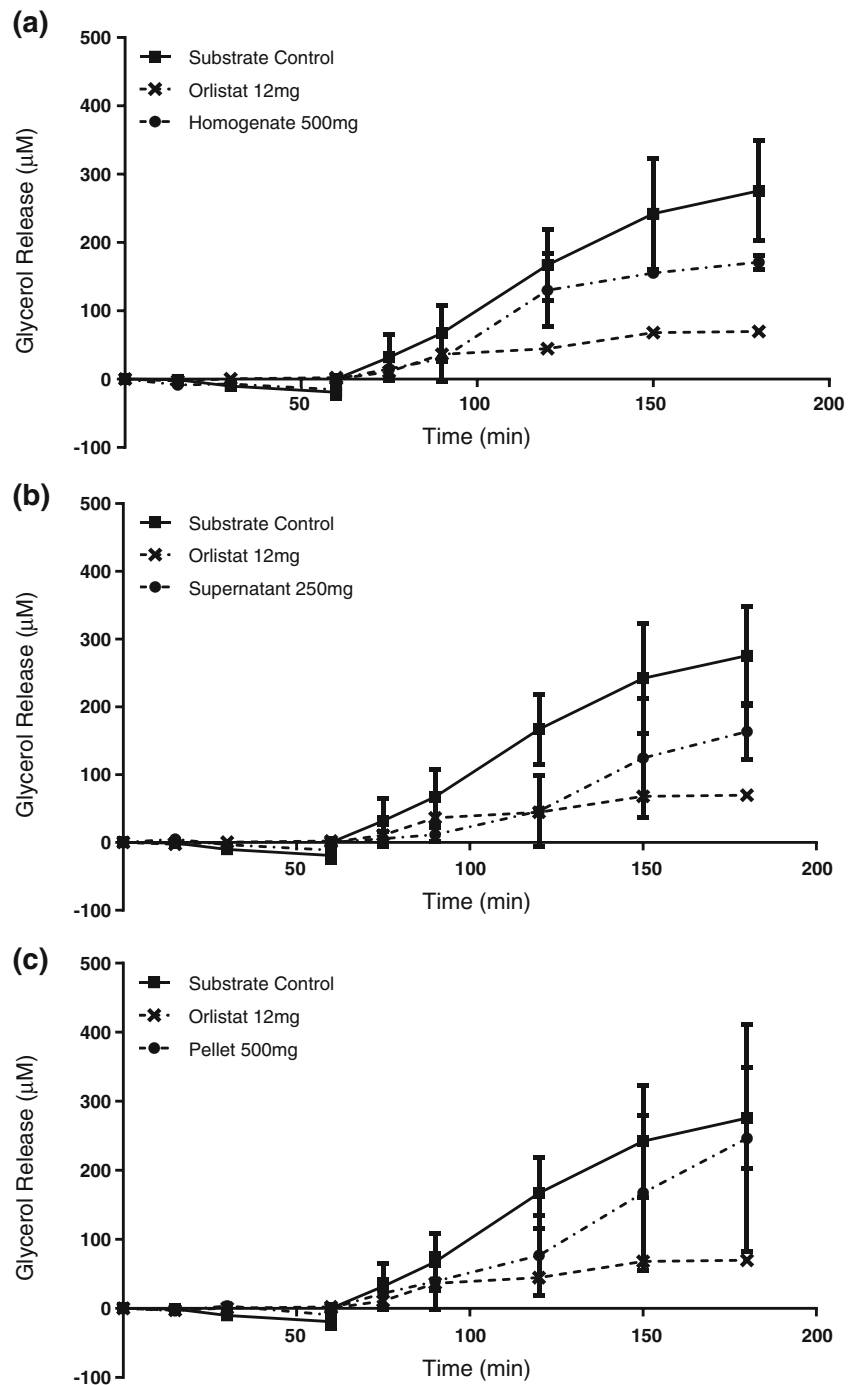 (a)
500
400
300
200
100
0
-100
Glycerol Release (µM)
Substrate Control
Orlistat 12mg
Homogenate 500mg
50
100
150
200
Time (min)
(b)
500
400
300
200
100
0
-100
Glycerol Release (µM)
Substrate Control
Orlistat 12mg
Supernatant 250mg
50
100
150
200
Time (min)
(c)
500
400
300
200
100
0
-100
Glycerol Release (µM)
Substrate Control
Orlistat 12mg
Pellet 500mg
50
100
150
200
Time (min)